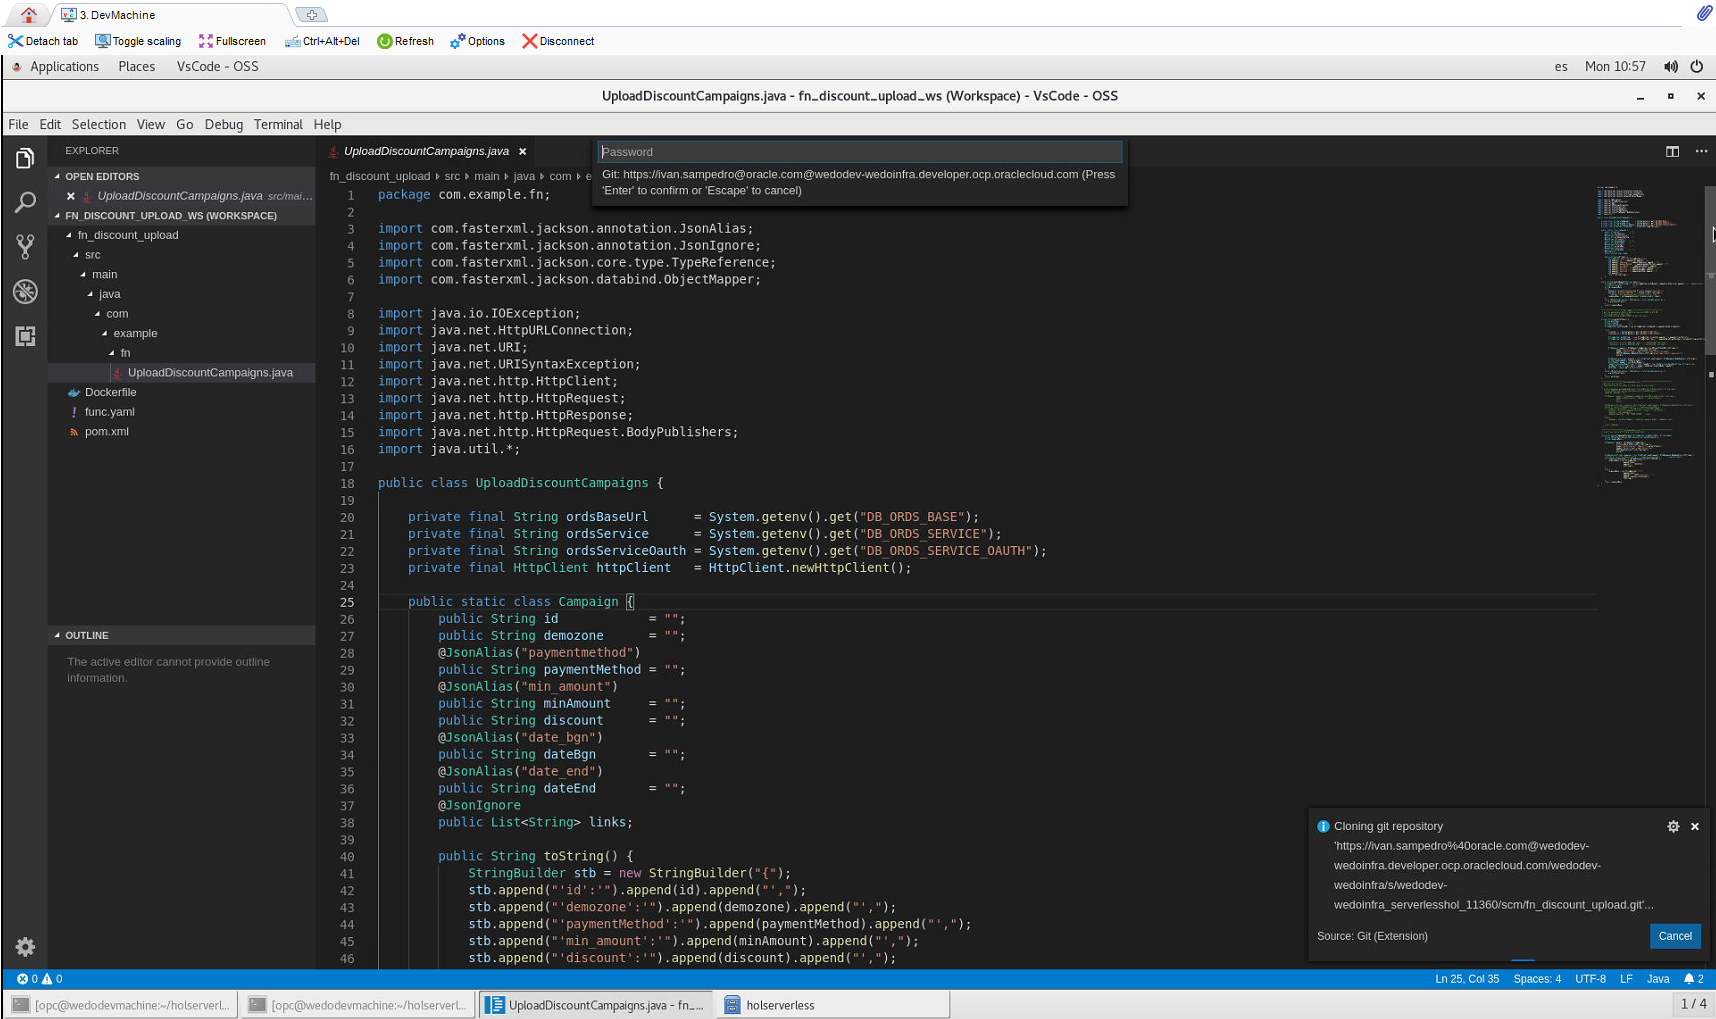 3. DevMachine
Detach tab Toggle scaling Fullscreen Ctrl+Alt+Del Refresh Options Disconnect
Applications Places VsCode - OSS es Mon 10:57
UploadDiscountCampaigns.java - fn_discount_upload_ws (Workspace) - VsCode - OSS
File Edit Selection View Go Debug Terminal Help
EXPLORER
OPEN EDITORS
UploadDiscountCampaigns.java src/mai...
FN_DISCOUNT_UPLOAD_WS (WORKSPACE)
fn_discount_upload
src
main
java
com
example
fn
UploadDiscountCampaigns.java
Dockerfile
! func.yaml
pom.xml
OUTLINE
The active editor cannot provide outline
information.
UploadDiscountCampaigns.java
fn_discount_upload src main java com e
Password
Git: https://ivan.sampedro@oracle.com@wedodev-wedoinfra.developer.ocp.oraclecloud.com (Press
'Enter' to confirm or 'Escape' to cancel)
1 package com.example.fn;
2
3 import com.fasterxml.jackson.annotation.JsonAlias;
4 import com.fasterxml.jackson.annotation.JsonIgnore;
5 import com.fasterxml.jackson.core.type.TypeReference;
6 import com.fasterxml.jackson.databind.ObjectMapper;
7
8 import java.io.IOException;
9 import java.net.HttpURLConnection;
10 import java.net.URI;
11 import java.net.URISyntaxException;
12 import java.net.http.HttpClient;
13 import java.net.http.HttpRequest;
14 import java.net.http.HttpResponse;
15 import java.net.http.HttpRequest.BodyPublishers;
16 import java.util.*;
17
18 public class UploadDiscountCampaigns {
19
20 private final String ordsBaseUrl = System.getenv().get("DB_ORDS_BASE");
21 private final String ordsService = System.getenv().get("DB_ORDS_SERVICE");
22 private final String ordsServiceOauth = System.getenv().get("DB_ORDS_SERVICE_OAUTH");
23 private final HttpClient httpClient = HttpClient.newHttpClient();
24
25 public static class Campaign {
26 public String id = "";
27 public String demozone = "";
28 @JsonAlias("paymentmethod")
29 public String paymentMethod = "";
30 @JsonAlias("min_amount")
31 public String minAmount = "";
32 public String discount = "";
33 @JsonAlias("date_bgn")
34 public String dateBgn = "";
35 @JsonAlias("date_end")
36 public String dateEnd = "";
37 @JsonIgnore
38 public List<String> links;
39
40 public String toString() {
41 StringBuilder stb = new StringBuilder("{");
42 stb.append("'id':'").append(id).append("',");
43 stb.append("'demozone':'").append(demozone).append("',");
44 stb.append("'paymentMethod':'").append(paymentMethod).append("',");
45 stb.append("'min_amount':'").append(minAmount).append("',");
46 stb.append("'discount':'").append(discount).append("',");
Cloning git repository
'https://ivan.sampedro%40oracle.com@wedodev-
wedoinfra.developer.ocp.oraclecloud.com/wedodev-
wedoinfra/s/wedodev-
wedoinfra_serverlesshol_11360/scm/fn_discount_upload.git'...
Source: Git (Extension) Cancel
0 0 Ln 25, Col 35 Spaces: 4 UTF-8 LF Java 2
[opc@wedodevmachine:~/holserverl... [opc@wedodevmachine:~/holserverl... UploadDiscountCampaigns.java - fn_... holserverless 1 / 4